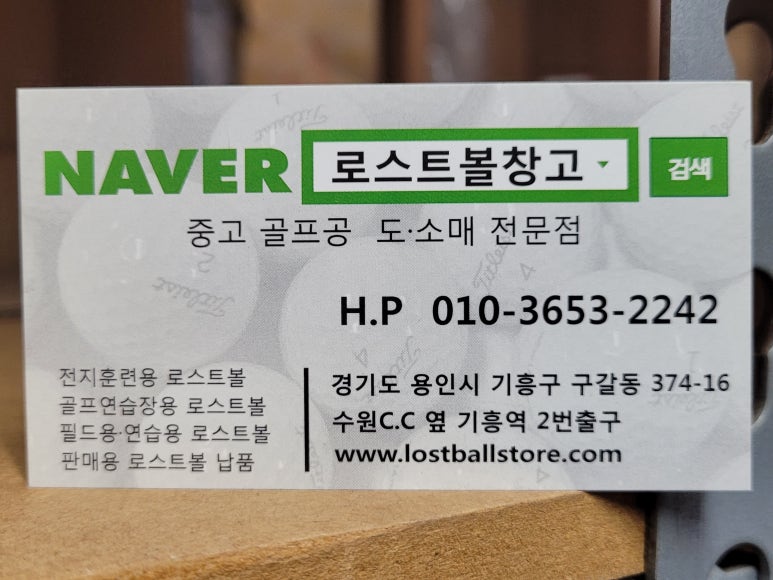 NAVER 로스트볼창고 검색
중고 골프공 도·소매 전문점
H.P 010-3653-2242
전지훈련용 로스트볼
골프연습장용 로스트볼
필드용·연습용 로스트볼
판매용 로스트볼 납품
경기도 용인시 기흥구 구갈동 374-16
수원C.C 옆 기흥역 2번출구
www.lostballstore.com
Titleist
2
Titleist
4